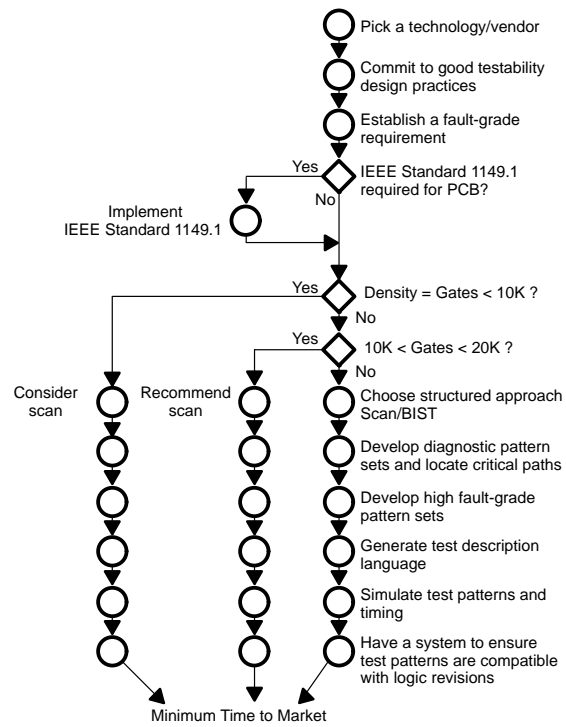 Pick a technology/vendor
Commit to good testability
design practices
Establish a fault-grade
requirement
Yes
IEEE Standard 1149.1
required for PCB?
No
Implement
IEEE Standard 1149.1
Yes
Density = Gates < 10K ?
No
Yes
10K < Gates < 20K ?
No
Consider
scan
Recommend
scan
Choose structured approach
Scan/BIST
Develop diagnostic pattern
sets and locate critical paths
Develop high fault-grade
pattern sets
Generate test description
language
Simulate test patterns and
timing
Have a system to ensure
test patterns are compatible
with logic revisions
Minimum Time to Market